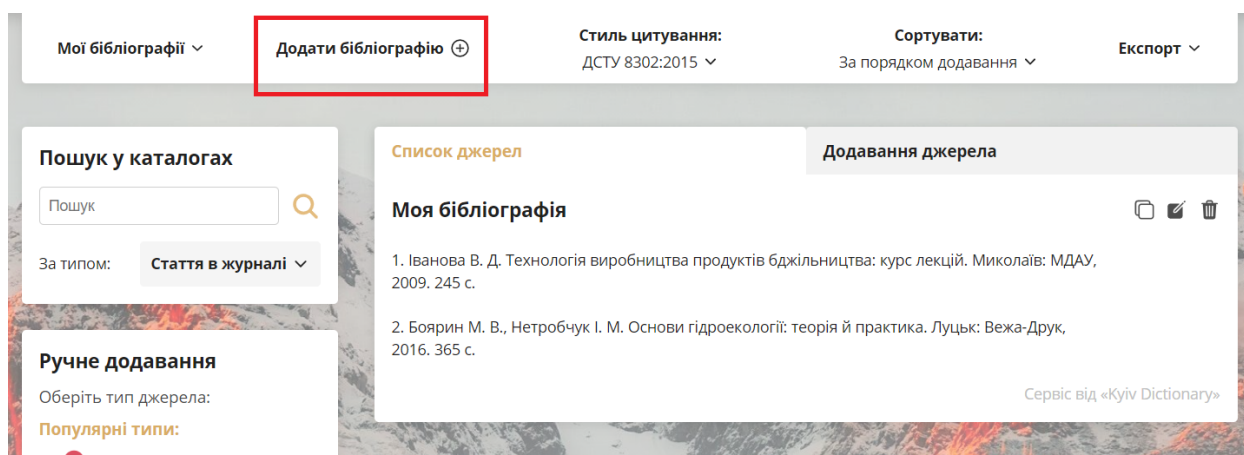 Мої бібліографії
Додати бібліографію
Стиль цитування:
ДСТУ 8302:2015
Сортувати:
За порядком додавання
Експорт
Пошук у каталогах
Пошук
За типом:
Стаття в журналі
Ручне додавання
Оберіть тип джерела:
Популярні типи:
Список джерел
Додавання джерела
Моя бібліографія
1. Іванова В. Д. Технологія виробництва продуктів бджільництва: курс лекцій. Миколаїв: МДАУ,
2009. 245 с.
2. Боярин М. В., Нетробчук І. М. Основи гідроекології: теорія й практика. Луцьк: Вежа-Друк,
2016. 365 с.
Сервіс від «Kyiv Dictionary»